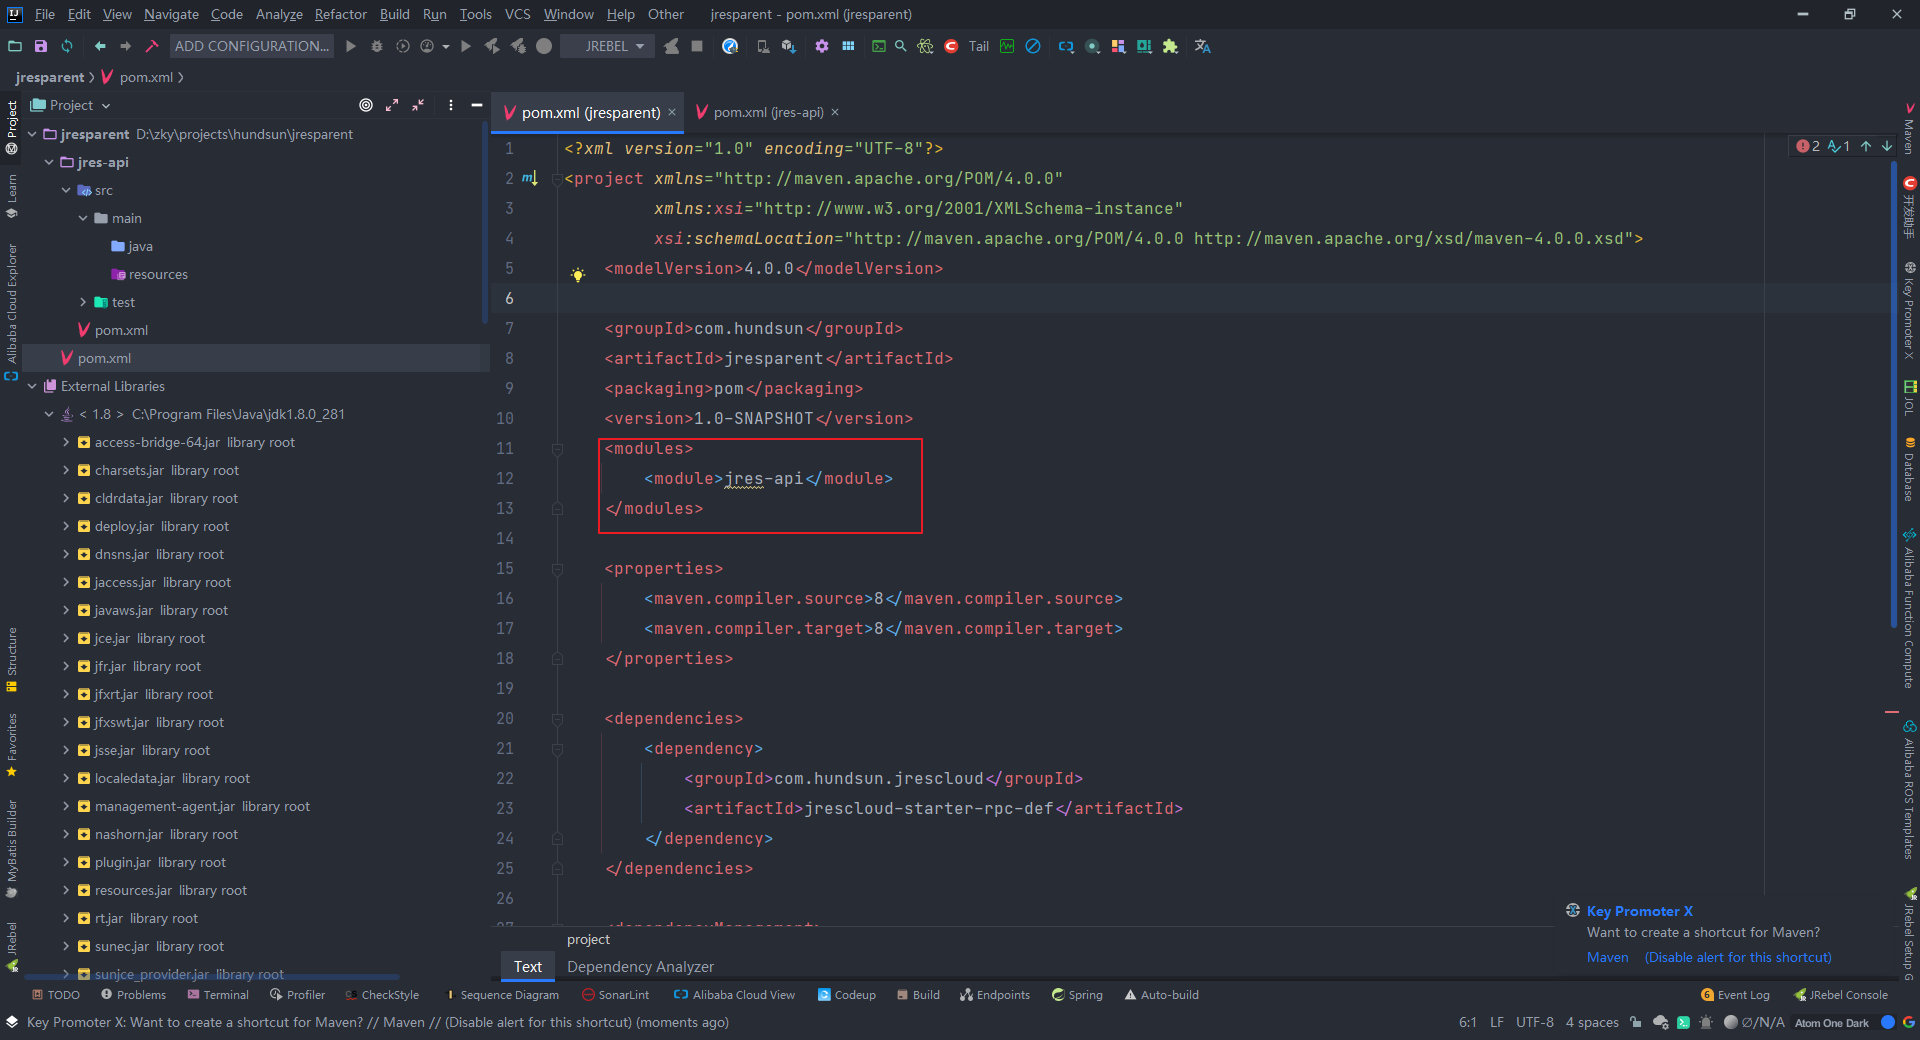 File Edit View Navigate Code Analyze Refactor Build Run Tools VCS Window Help Other jresparent - pom.xml (jresparent)
ADD CONFIGURATION... JREBEL Tail
jresparent pom.xml
Project
jresparent D:\zky\projects\hundsun\jresparent
jres-api
src
main
java
resources
test
pom.xml
pom.xml
External Libraries
< 1.8 > C:\Program Files\Java\jdk1.8.0_281
access-bridge-64.jar library root
charsets.jar library root
cldrdata.jar library root
deploy.jar library root
dnsns.jar library root
jaccess.jar library root
javaws.jar library root
jce.jar library root
jfr.jar library root
jfxrt.jar library root
jfxswt.jar library root
jsse.jar library root
localedata.jar library root
management-agent.jar library root
nashorn.jar library root
plugin.jar library root
resources.jar library root
rt.jar library root
sunec.jar library root
sunjce_provider.jar library root
Project
Learn
Alibaba Cloud Explorer
Structure
Favorites
MyBatis Builder
JRebel
pom.xml (jresparent) pom.xml (jres-api)
2 1
1 <?xml version="1.0" encoding="UTF-8"?>
2 <project xmlns="http://maven.apache.org/POM/4.0.0"
3 xmlns:xsi="http://www.w3.org/2001/XMLSchema-instance"
4 xsi:schemaLocation="http://maven.apache.org/POM/4.0.0 http://maven.apache.org/xsd/maven-4.0.0.xsd">
5 <modelVersion>4.0.0</modelVersion>
6
7 <groupId>com.hundsun</groupId>
8 <artifactId>jresparent</artifactId>
9 <packaging>pom</packaging>
10 <version>1.0-SNAPSHOT</version>
11 <modules>
12 <module>jres-api</module>
13 </modules>
14
15 <properties>
16 <maven.compiler.source>8</maven.compiler.source>
17 <maven.compiler.target>8</maven.compiler.target>
18 </properties>
19
20 <dependencies>
21 <dependency>
22 <groupId>com.hundsun.jrescloud</groupId>
23 <artifactId>jrescloud-starter-rpc-def</artifactId>
24 </dependency>
25 </dependencies>
26
27 <dependencyManagement>
project
Text Dependency Analyzer
Maven
开发助手
Key Promoter X
JOL
Database
Alibaba Function Compute
Alibaba ROS Templates
JRebel Setup G
Key Promoter X
Want to create a shortcut for Maven?
Maven (Disable alert for this shortcut)
TODO Problems Terminal Profiler CheckStyle Sequence Diagram SonarLint Alibaba Cloud View Codeup Build Endpoints Spring Auto-build 6 Event Log JRebel Console
Key Promoter X: Want to create a shortcut for Maven? // Maven // (Disable alert for this shortcut) (moments ago) 6:1 LF UTF-8 4 spaces Ø/N/A Atom One Dark